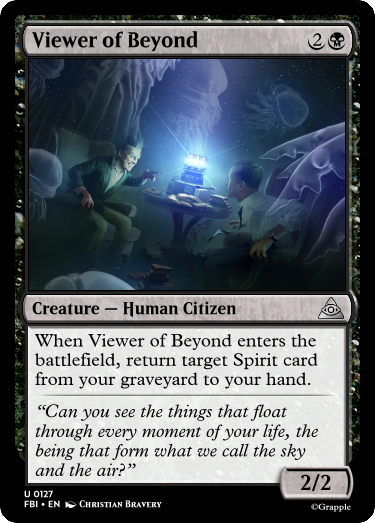 Viewer of Beyond 2
Creature — Human Citizen
When Viewer of Beyond enters the
battlefield, return target Spirit card
from your graveyard to your hand.
“Can you see the things that float
through every moment of your life, the
being that form what we call the sky
and the air?”
2/2
U 0127
FBI • EN Christian Bravery
©Grapple